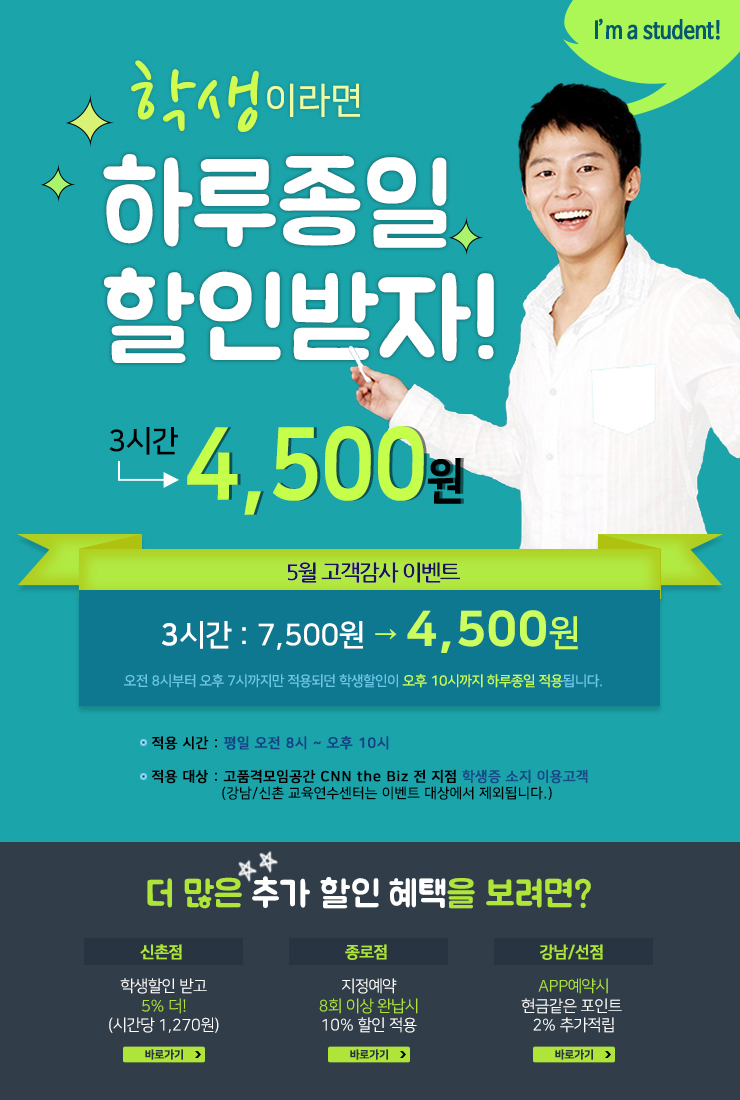 I'm a student!
학생이라면
하루종일
할인받자!
3시간
4,500원
5월 고객감사 이벤트
3시간 : 7,500원 → 4,500원
오전 8시부터 오후 7시까지만 적용되던 학생할인이 오후 10시까지 하루종일 적용됩니다.
적용 시간 : 평일 오전 8시 ~ 오후 10시
적용 대상 : 고품격모임공간 CNN the Biz 전 지점 학생증 소지 이용고객
(강남/신촌 교육연수센터는 이벤트 대상에서 제외됩니다.)
더 많은 추가 할인 혜택을 보려면?
신촌점
학생할인 받고
5% 더!
(시간당 1,270원)
바로가기
종로점
지정예약
8회 이상 완납시
10% 할인 적용
바로가기
강남/선점
APP예약시
현금같은 포인트
2% 추가적립
바로가기